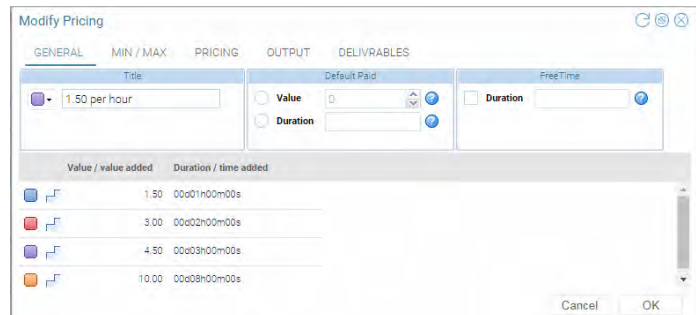 Modify Pricing
GENERAL MIN / MAX PRICING OUTPUT DELIVRABLES
Title Default Paid FreeTime
1.50 per hour Value 0 Duration
Duration
Value / value added Duration / time added
1.50 00d01h00m00s
3.00 00d02h00m00s
4.50 00d03h00m00s
10.00 00d08h00m00s
Cancel OK